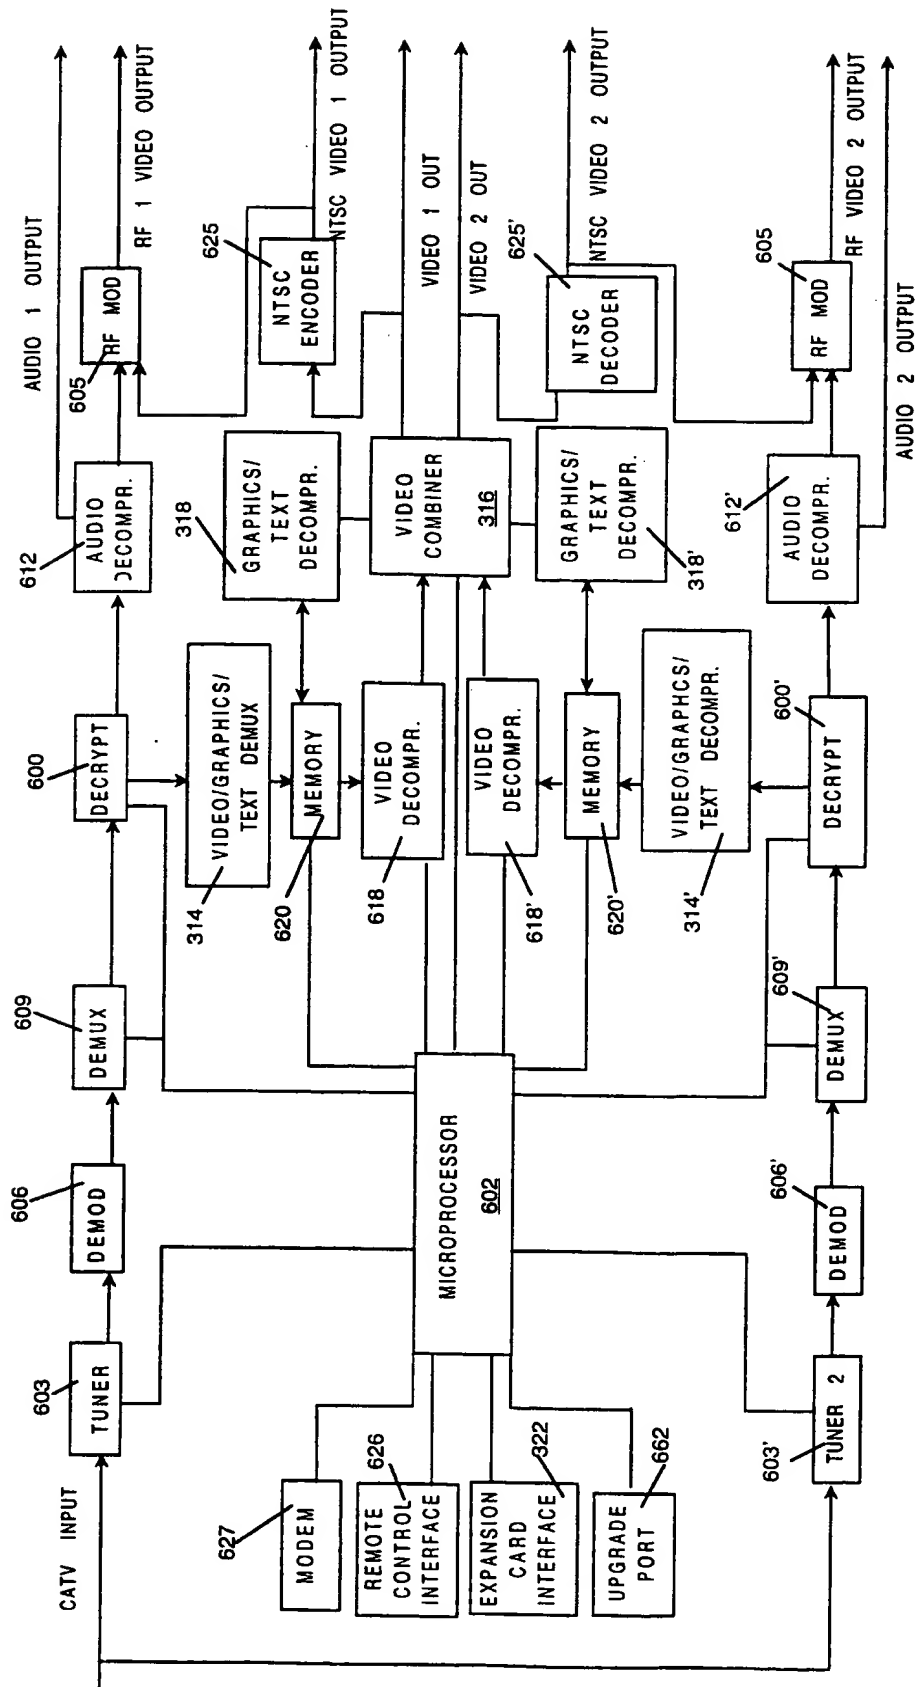 CATV INPUT
603
TUNER
606
DEMOD
609
DEMUX
600
DECRYPT
612
AUDIO
DECOMPR.
605
RF MOD
AUDIO 1 OUTPUT
RF 1 VIDEO OUTPUT
314
VIDEO/GRAPHICS/
TEXT DEMUX
318
GRAPHICS/
TEXT
DECOMPR.
625
NTSC
ENCODER
NTSC VIDEO 1 OUTPUT
620
MEMORY
618
VIDEO
DECOMPR.
VIDEO
COMBINER
316
VIDEO 1 OUT
VIDEO 2 OUT
627
MODEM
626
REMOTE
CONTROL
INTERFACE
322
EXPANSION
CARD
INTERFACE
662
UPGRADE
PORT
MICROPROCESSOR
602
618'
VIDEO
DECOMPR.
620'
MEMORY
318'
GRAPHICS/
TEXT
DECOMPR.
625'
NTSC
DECODER
NTSC VIDEO 2 OUTPUT
314'
VIDEO/GRAPHCS/
TEXT DECOMPR.
603'
TUNER 2
606'
DEMOD
609'
DEMUX
600'
DECRYPT
612'
AUDIO
DECOMPR.
605
RF MOD
RF VIDEO 2 OUTPUT
AUDIO 2 OUTPUT